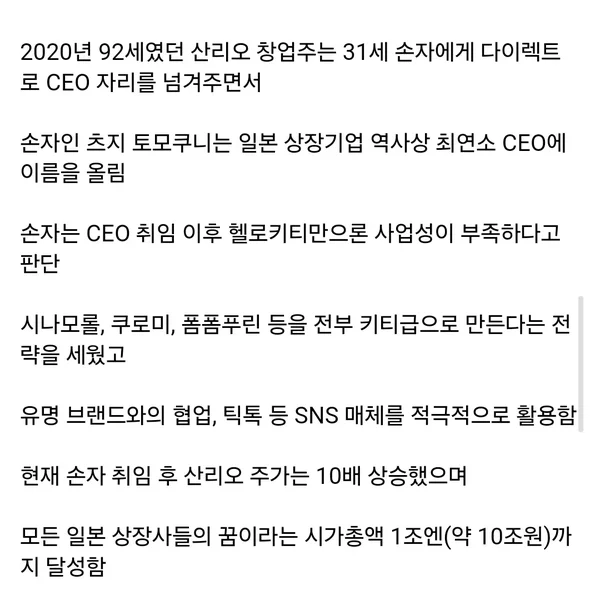 2020년 92세였던 산리오 창업주는 31세 손자에게 다이렉트
로 CEO 자리를 넘겨주면서
손자인 츠지 토모쿠니는 일본 상장기업 역사상 최연소 CEO에
이름을 올림
손자는 CEO 취임 이후 헬로키티만으론 사업성이 부족하다고
판단
시나모롤, 쿠로미, 폼폼푸린 등을 전부 키티급으로 만든다는 전
략을 세웠고
유명 브랜드와의 협업, 틱톡 등 SNS 매체를 적극적으로 활용함
현재 손자 취임 후 산리오 주가는 10배 상승했으며
모든 일본 상장사들의 꿈이라는 시가총액 1조엔(약 10조원)까
지 달성함